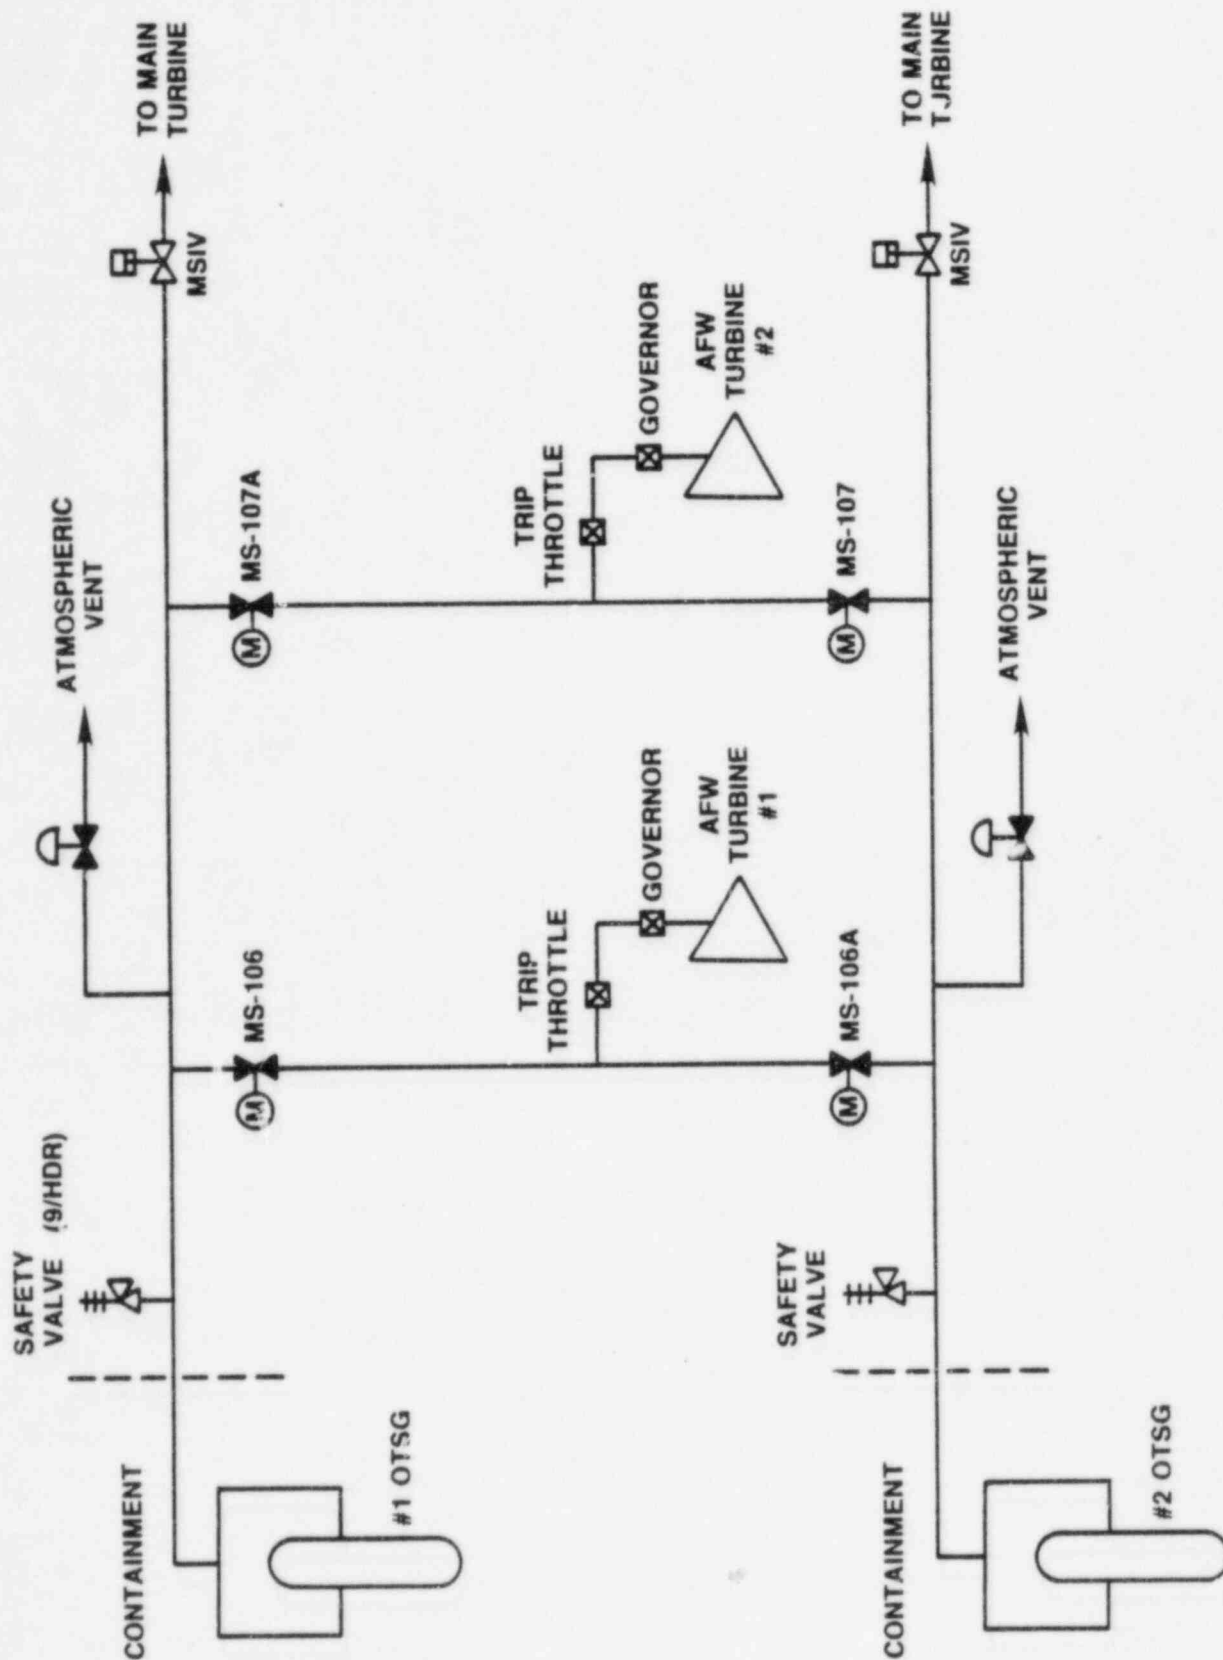 SAFETY
VALVE (9/HDR)
CONTAINMENT
#1 OTSG
ATMOSPHERIC
VENT
TO MAIN
TURBINE
MSIV
M
MS-106
M
MS-107A
TRIP
THROTTLE
GOVERNOR
AFW
TURBINE
#1
TRIP
THROTTLE
GOVERNOR
AFW
TURBINE
#2
M
MS-106A
M
MS-107
SAFETY
VALVE
CONTAINMENT
#2 OTSG
ATMOSPHERIC
VENT
TO MAIN
TJRBINE
MSIV